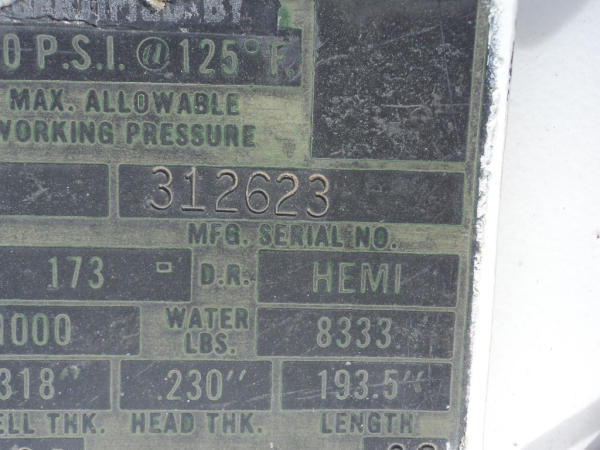 0 P.S.I. @ 125° F.
MAX. ALLOWABLE
WORKING PRESSURE
312623
MFG. SERIAL NO.
173 D.R. HEMI
1000 WATER LBS. 8333
318" .230" 193.5"
ELL THK. HEAD THK. LENGTH